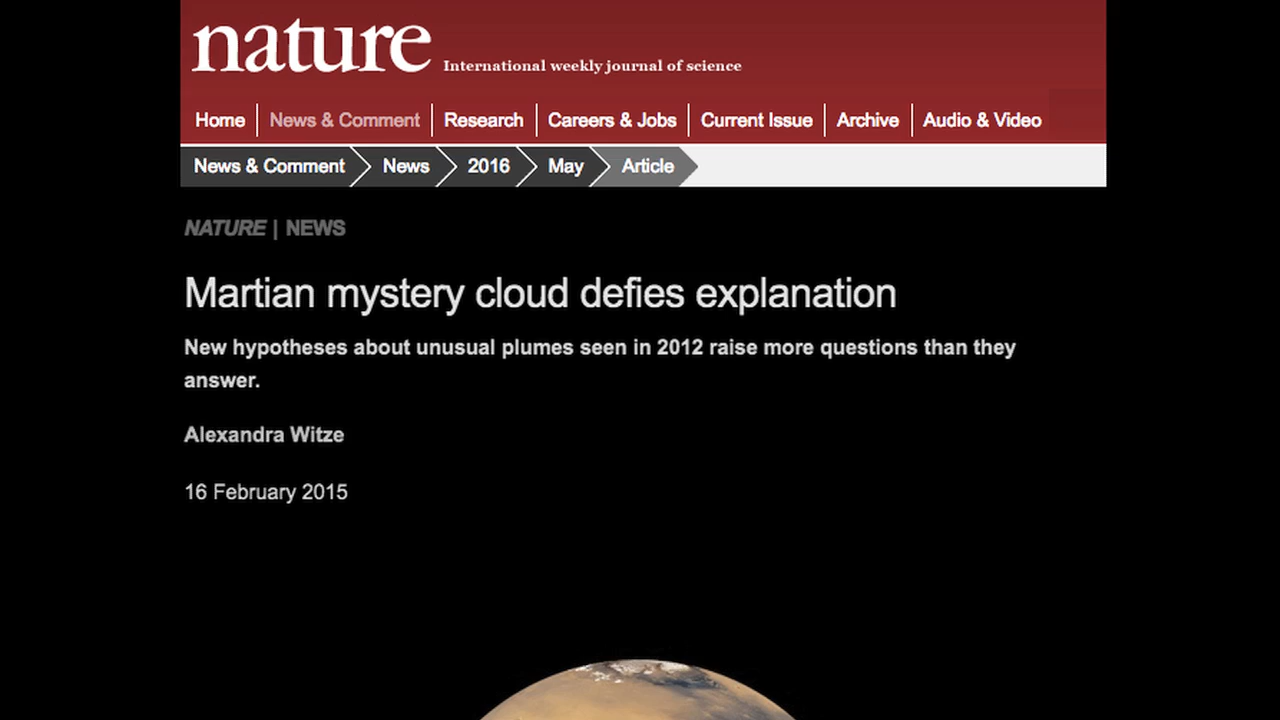 nature International weekly journal of science
Home News & Comment Research Careers & Jobs Current Issue Archive Audio & Video
News & Comment News 2016 May Article
NATURE | NEWS
Martian mystery cloud defies explanation
New hypotheses about unusual plumes seen in 2012 raise more questions than they
answer.
Alexandra Witze
16 February 2015